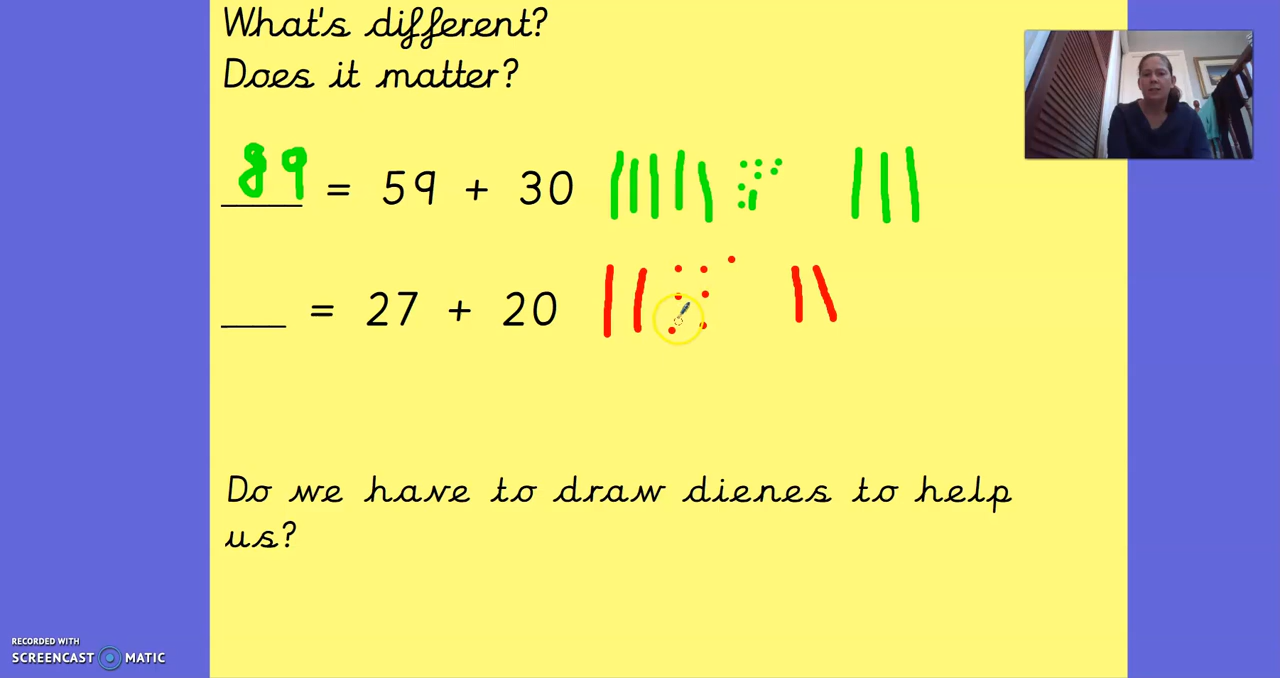 What's different?
Does it matter?
89 = 59 + 30
___ = 27 + 20
Do we have to draw dienes to help
us?
RECORDED WITH
SCREENCAST MATIC